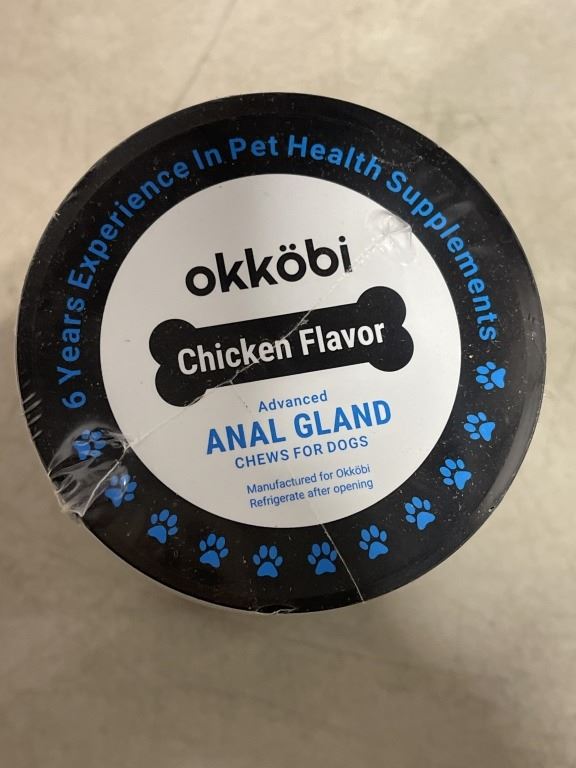 6 Years Experience In Pet Health Supplements
okköbi
Chicken Flavor
Advanced
ANAL GLAND
CHEWS FOR DOGS
Manufactured for Okköbi
Refrigerate after opening